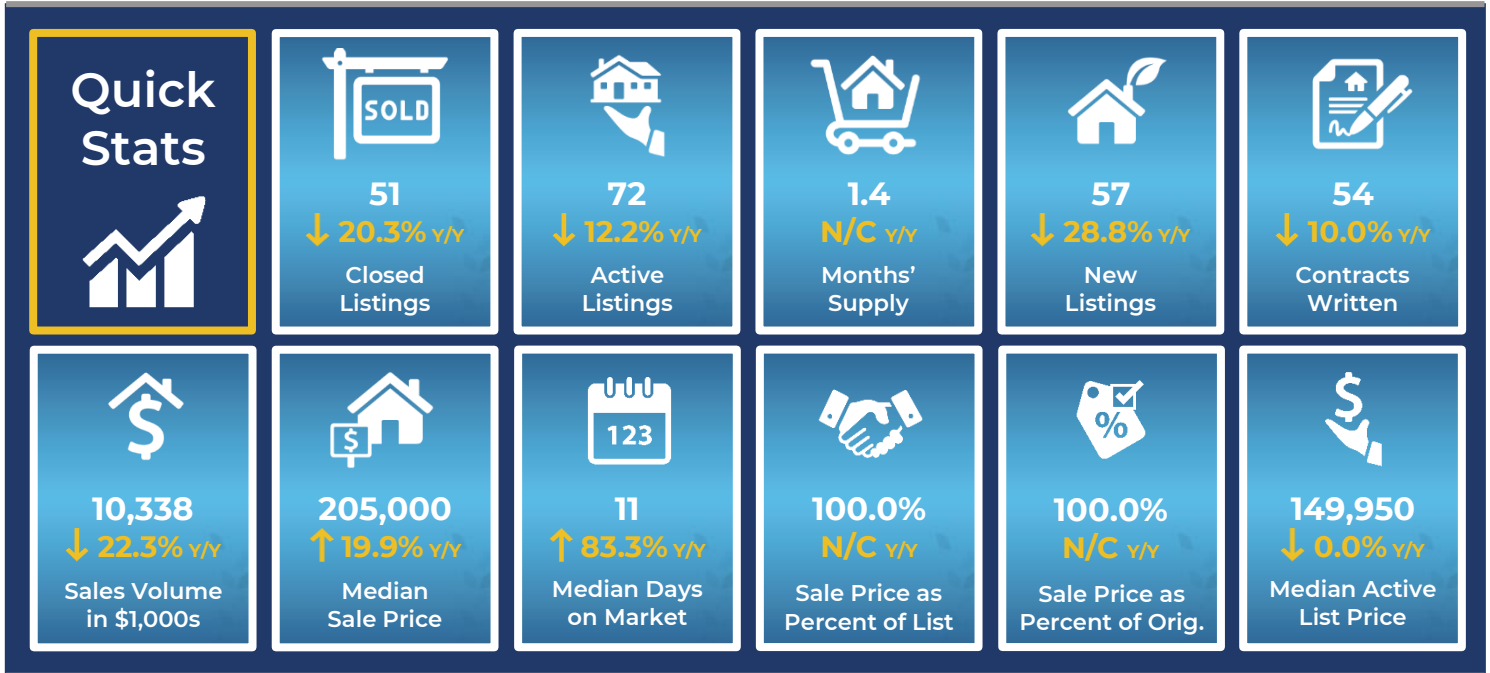 Quick
Stats
SOLD
51
↓ 20.3% Y/Y
Closed
Listings
72
↓ 12.2% Y/Y
Active
Listings
1.4
N/C Y/Y
Months’
Supply
57
↓ 28.8% Y/Y
New
Listings
54
↓ 10.0% Y/Y
Contracts
Written
$
10,338
↓ 22.3% Y/Y
Sales Volume
in $1,000s
$
205,000
↑ 19.9% Y/Y
Median
Sale Price
123
11
↑ 83.3% Y/Y
Median Days
on Market
100.0%
N/C Y/Y
Sale Price as
Percent of List
%
100.0%
N/C Y/Y
Sale Price as
Percent of Orig.
$
149,950
↓ 0.0% Y/Y
Median Active
List Price